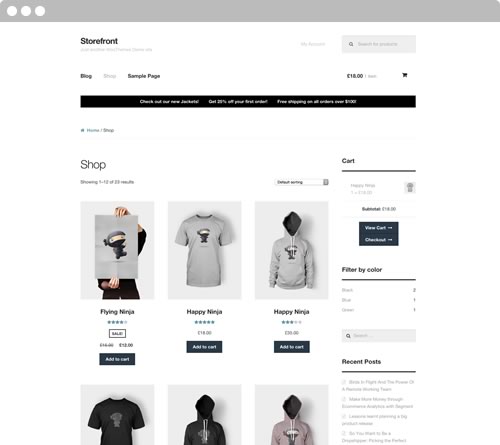 Storefront
Just another WooThemes Demo site
My Account
Search for products
Blog Shop Sample Page
£18.00 1 item
Check out our new Jackets! Get 25% off your first order! Free shipping on all orders over $100!
Home / Shop
Shop
Showing 1–12 of 23 results
Default sorting
Flying Ninja
SALE!
£15.00 £12.00
Add to cart
Happy Ninja
£18.00
Add to cart
Happy Ninja
£35.00
Add to cart
Cart
Happy Ninja
1 × £18.00
Subtotal: £18.00
View Cart
Checkout
Filter by color
Black 2
Blue 1
Green 1
Search …
Recent Posts
Birds In Flight And The Power Of
A Remote Working Team
Make More Money through
Ecommerce Analytics with Segment
Lessons learnt planning a big
product release
So You Want to Be a
Dropshipper: Picking the Perfect